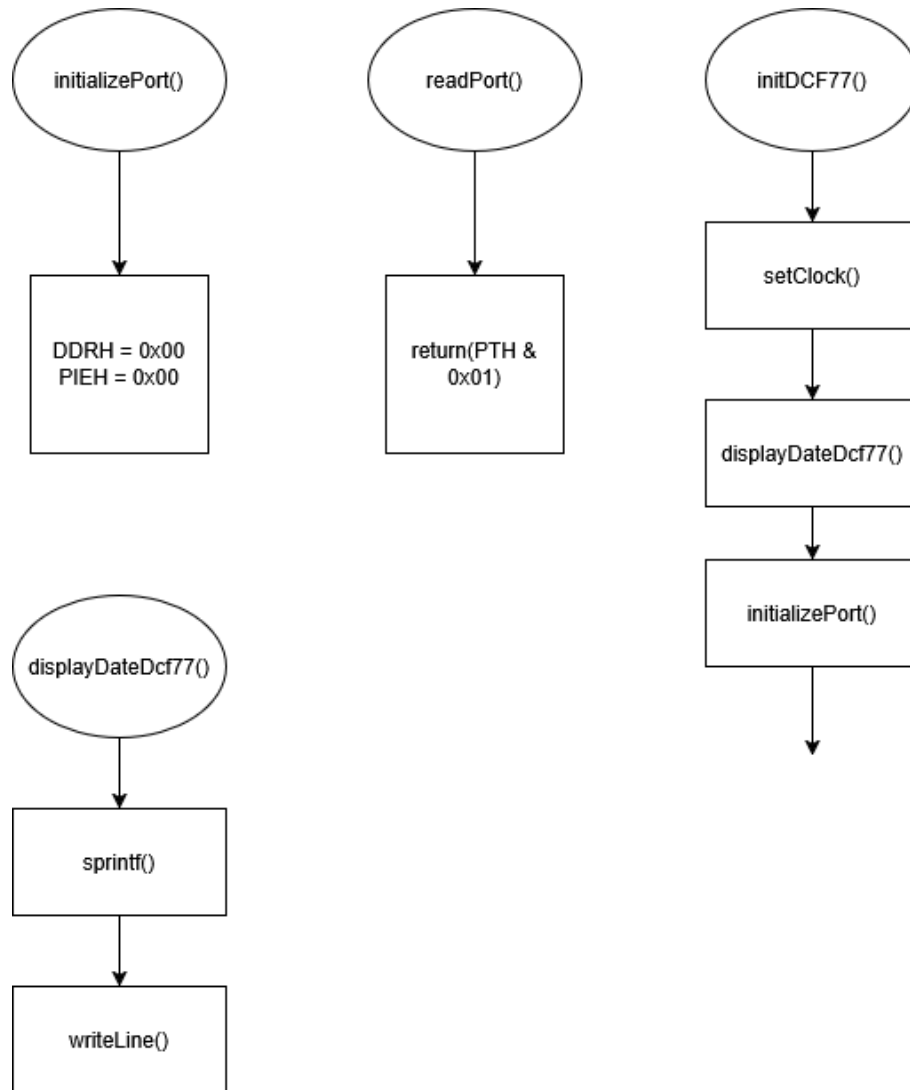 initializePort()
readPort()
initDCF77()
setClock()
DDRH = 0x00
PIEH = 0x00
return(PTH &
0x01)
displayDateDcf77()
initializePort()
displayDateDcf77()
sprintf()
writeLine()